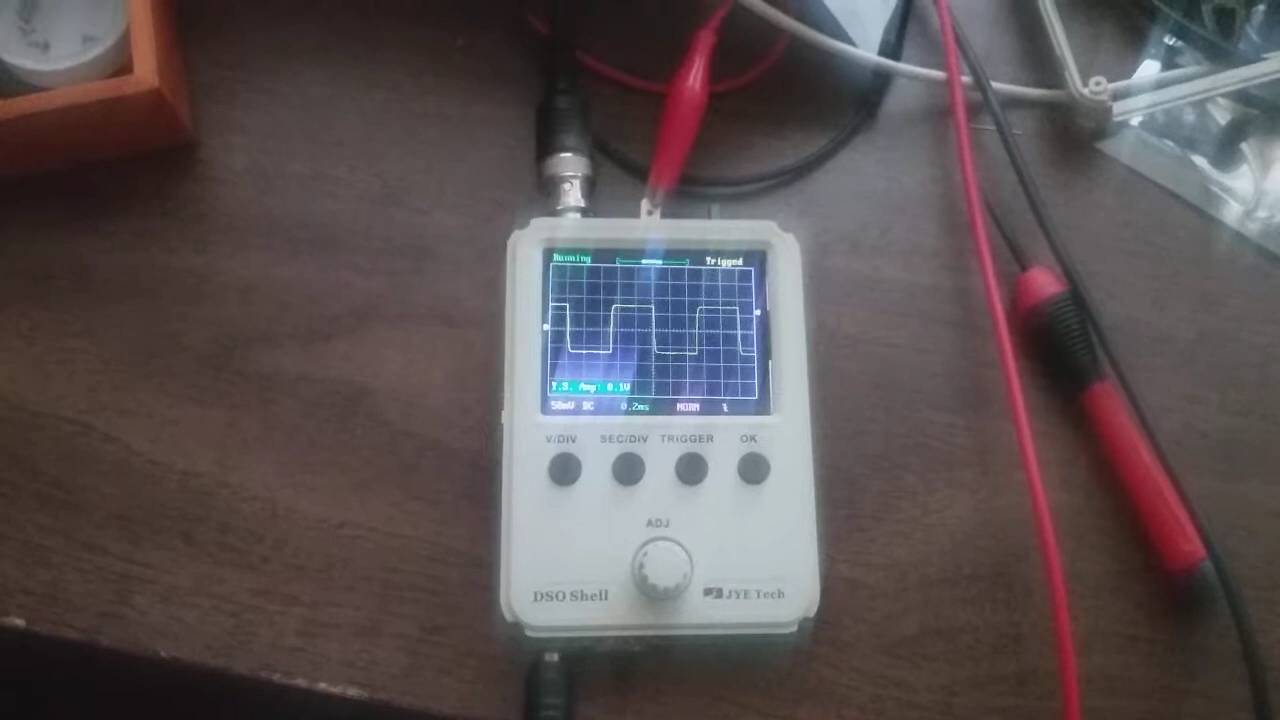 Running Trigged
T.S. Amp: 0.1V
50mV DC 0.2ms NORM
V/DIV SEC/DIV TRIGGER OK
ADJ
DSO Shell JYE Tech